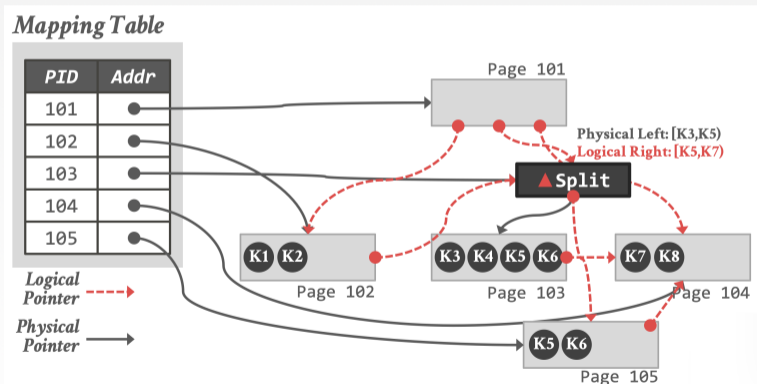 Mapping Table
PID Addr
101
102
103
104
105
Logical
Pointer
Physical
Pointer
Page 101
Physical Left: [K3,K5)
Logical Right: [K5,K7)
▲Split
K1 K2
Page 102
K3 K4 K5 K6
Page 103
K7 K8
Page 104
K5 K6
Page 105